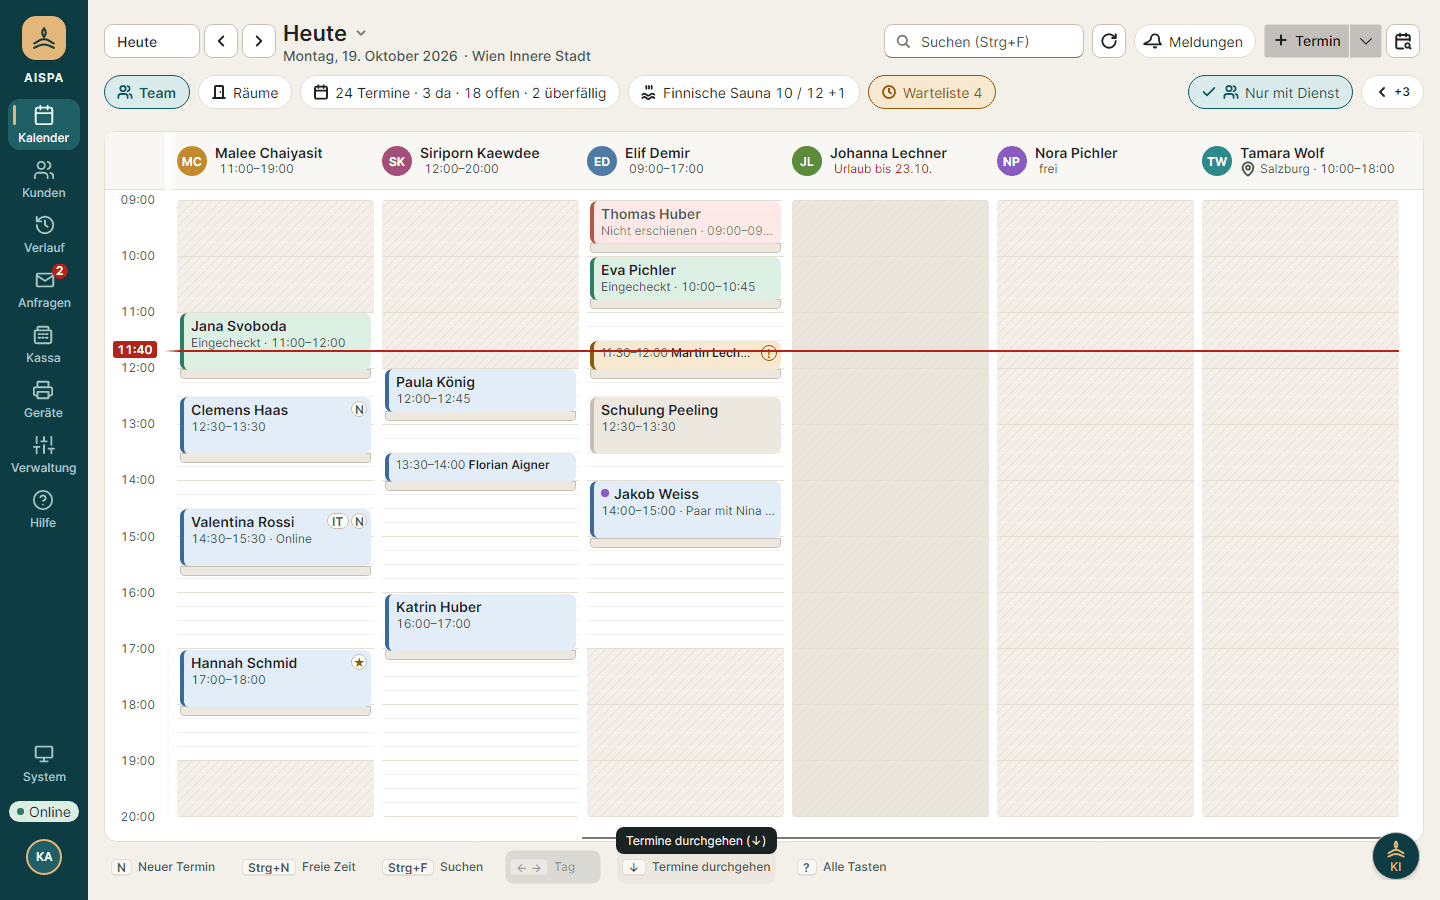 AISPA
Kalender
Kunden
Verlauf
2
Anfragen
Kassa
Geräte
Verwaltung
Hilfe
System
Online
KA
Heute
Heute
Montag, 19. Oktober 2026 · Wien Innere Stadt
Suchen (Strg+F)
Meldungen
+ Termin
Team
Räume
24 Termine · 3 da · 18 offen · 2 überfällig
Finnische Sauna 10 / 12 +1
Warteliste 4
Nur mit Dienst
+3
MC Malee Chaiyasit
11:00–19:00
SK Siriporn Kaewdee
12:00–20:00
ED Elif Demir
09:00–17:00
JL Johanna Lechner
Urlaub bis 23.10.
NP Nora Pichler
frei
TW Tamara Wolf
Salzburg · 10:00–18:00
09:00
10:00
11:00
11:40
12:00
13:00
14:00
15:00
16:00
17:00
18:00
19:00
20:00
Jana Svoboda
Eingecheckt · 11:00–12:00
Clemens Haas N
12:30–13:30
Valentina Rossi IT N
14:30–15:30 · Online
Hannah Schmid
17:00–18:00
Paula König
12:00–12:45
13:30–14:00 Florian Aigner
Katrin Huber
16:00–17:00
Thomas Huber
Nicht erschienen · 09:00–09...
Eva Pichler
Eingecheckt · 10:00–10:45
11:30–12:00 Martin Lech...
Schulung Peeling
12:30–13:30
Jakob Weiss
14:00–15:00 · Paar mit Nina ...
Termine durchgehen (↓)
N Neuer Termin
Strg+N Freie Zeit
Strg+F Suchen
← → Tag
↓ Termine durchgehen
? Alle Tasten
KI